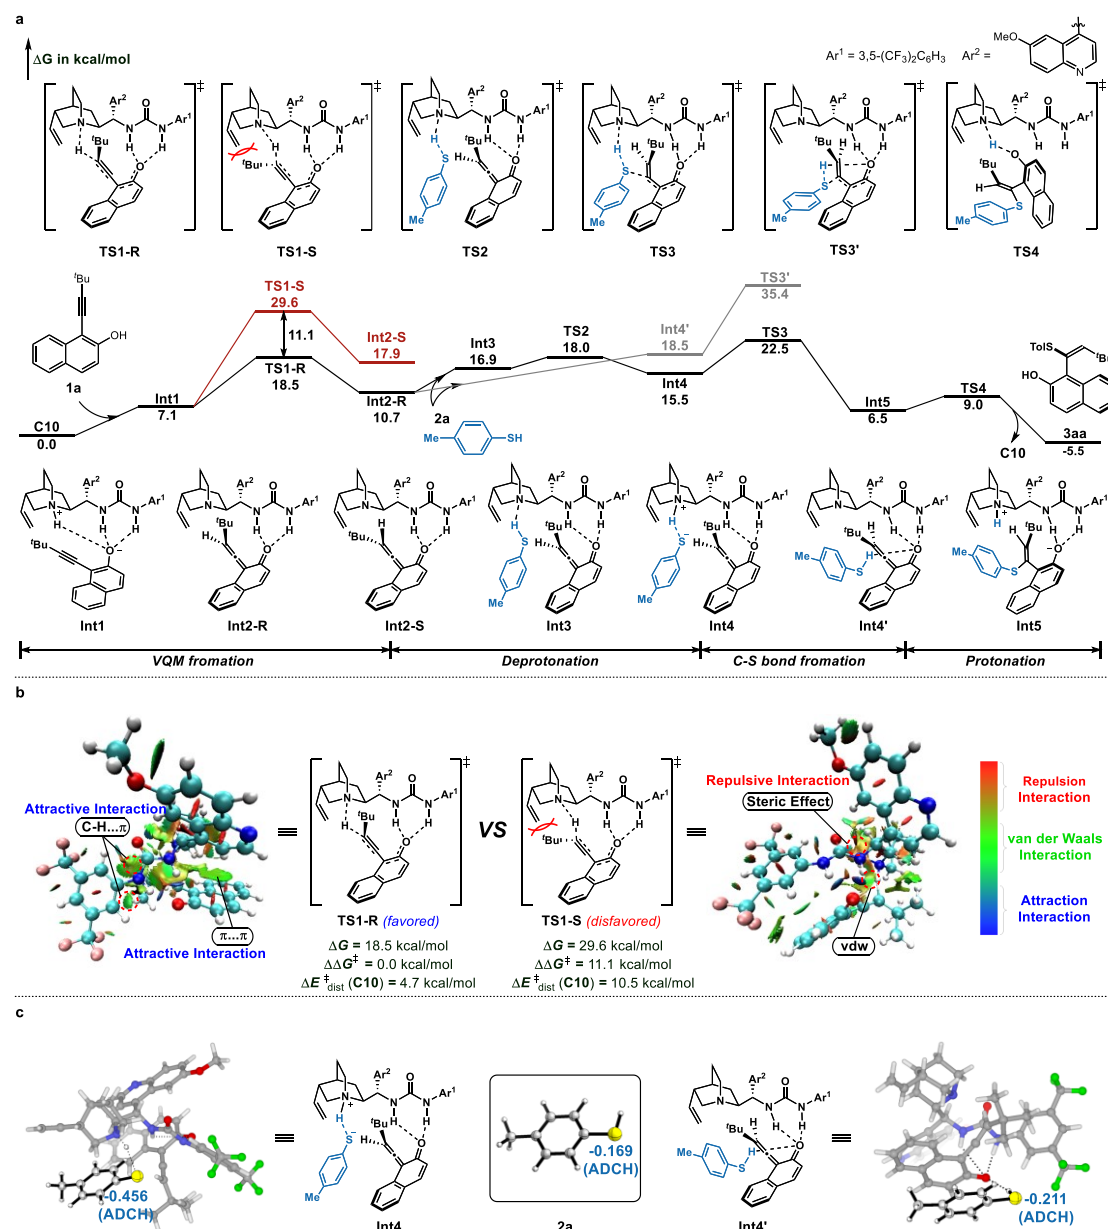 a
ΔG in kcal/mol
Ar1 = 3,5-(CF3)2C6H3 Ar2 =
MeO
N
‡ ‡ ‡ ‡ ‡ ‡
TS1-R TS1-S TS2 TS3 TS3' TS4
tBu
OH
1a
C10
0.0
Int1
7.1
TS1-S
29.6
11.1
TS1-R
18.5
Int2-S
17.9
Int2-R
10.7
2a
Me SH
Int3
16.9
TS2
18.0
Int4'
18.5
Int4
15.5
TS3'
35.4
TS3
22.5
Int5
6.5
TS4
9.0
C10
TolS
tBu
HO
3aa
-5.5
Int1 Int2-R Int2-S Int3 Int4 Int4' Int5
VQM fromation Deprotonation C-S bond fromation Protonation
b
Attractive Interaction
C-H...π
π...π
Attractive Interaction
TS1-R (favored)
ΔG = 18.5 kcal/mol
ΔΔG‡ = 0.0 kcal/mol
ΔE‡dist (C10) = 4.7 kcal/mol
VS
TS1-S (disfavored)
ΔG = 29.6 kcal/mol
ΔΔG‡ = 11.1 kcal/mol
ΔE‡dist (C10) = 10.5 kcal/mol
Repulsive Interaction
Steric Effect
vdw
Repulsion
Interaction
van der Waals
Interaction
Attraction
Interaction
c
-0.456
(ADCH)
Int4
-0.169
(ADCH)
2a
Int4'
-0.211
(ADCH)